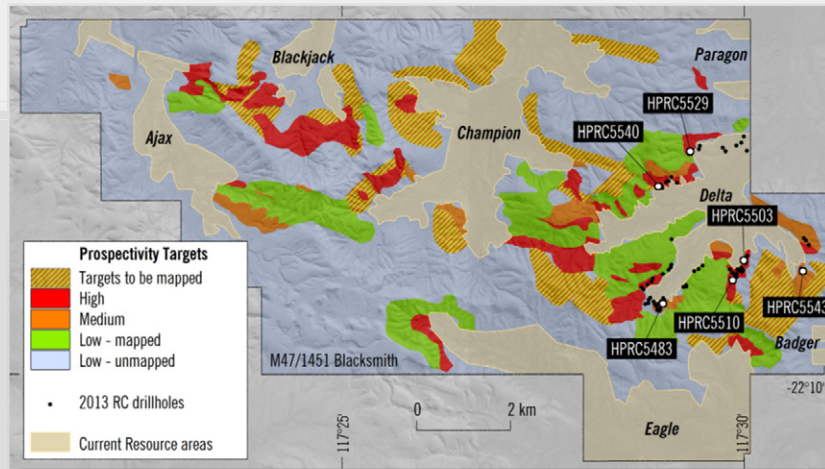 Blackjack
Paragon
HPRC5529
HPRC5540
Ajax
Champion
Delta
HPRC5503
Prospectivity Targets
Targets to be mapped
High
Medium
Low - mapped
Low - unmapped
2013 RC drillholes
Current Resource areas
M47/1451 Blacksmith
HPRC5543
HPRC5510
HPRC5483
Badger
-22°10'
0 2 km
117°25'
117°30'
Eagle